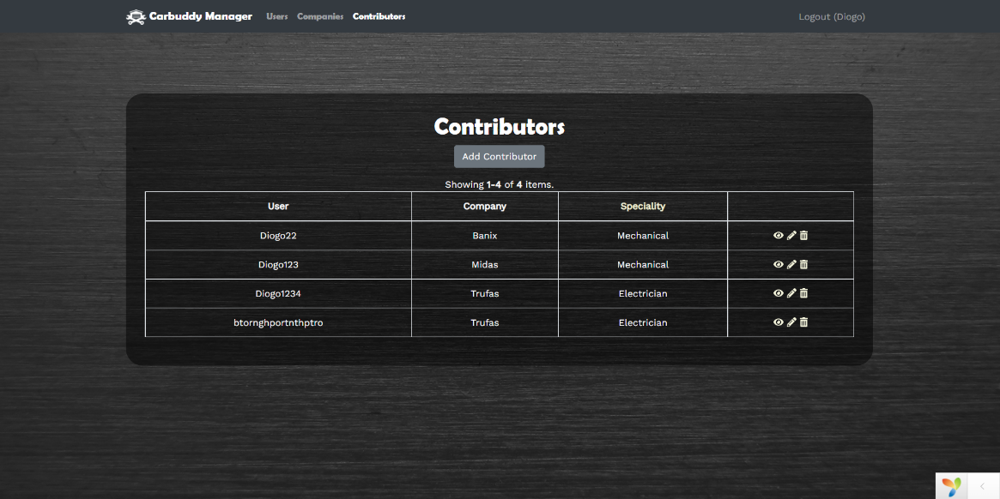 Carbuddy Manager Users Companies Contributors Logout (Diogo)
Contributors
Add Contributor
Showing 1-4 of 4 items.
User Company Speciality
Diogo22 Banix Mechanical
Diogo123 Midas Mechanical
Diogo1234 Trufas Electrician
btornghportnthptro Trufas Electrician